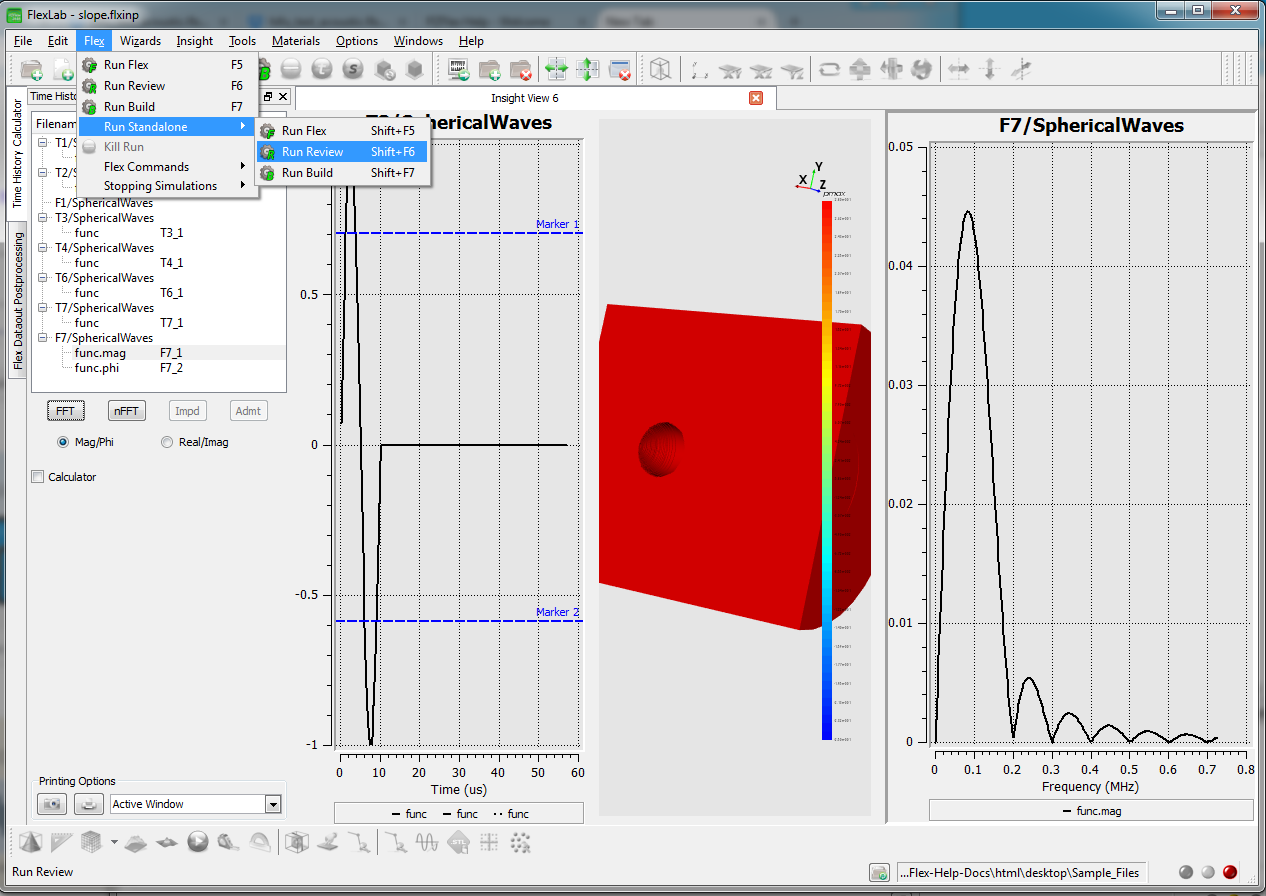 FlexLab - slope.flxinp
File Edit Flex Wizards Insight Tools Materials Options Windows Help
Run Flex F5
Run Review F6
Run Build F7
Run Standalone
Kill Run
Flex Commands
Stopping Simulations
Run Flex Shift+F5
Run Review Shift+F6
Run Build Shift+F7
Time Histo
Insight View 6
Time History Calculator
Flex Dataout Postprocessing
Filenam
T1/S
T2/S
F1/SphericalWaves
T3/SphericalWaves
func T3_1
T4/SphericalWaves
func T4_1
T6/SphericalWaves
func T6_1
T7/SphericalWaves
func T7_1
F7/SphericalWaves
func.mag F7_1
func.phi F7_2
FFT nFFT Impd Admt
Mag/Phi Real/Imag
Calculator
Printing Options
Active Window
hericalWaves
Marker 1
0.5
0
-0.5
Marker 2
-1
0 10 20 30 40 50 60
Time (us)
func func func
Y
X
Z
pmax
F7/SphericalWaves
0.05
0.04
0.03
0.02
0.01
0
0 0.1 0.2 0.3 0.4 0.5 0.6 0.7 0.8
Frequency (MHz)
func.mag
STL
Run Review
...Flex-Help-Docs\html\desktop\Sample_Files